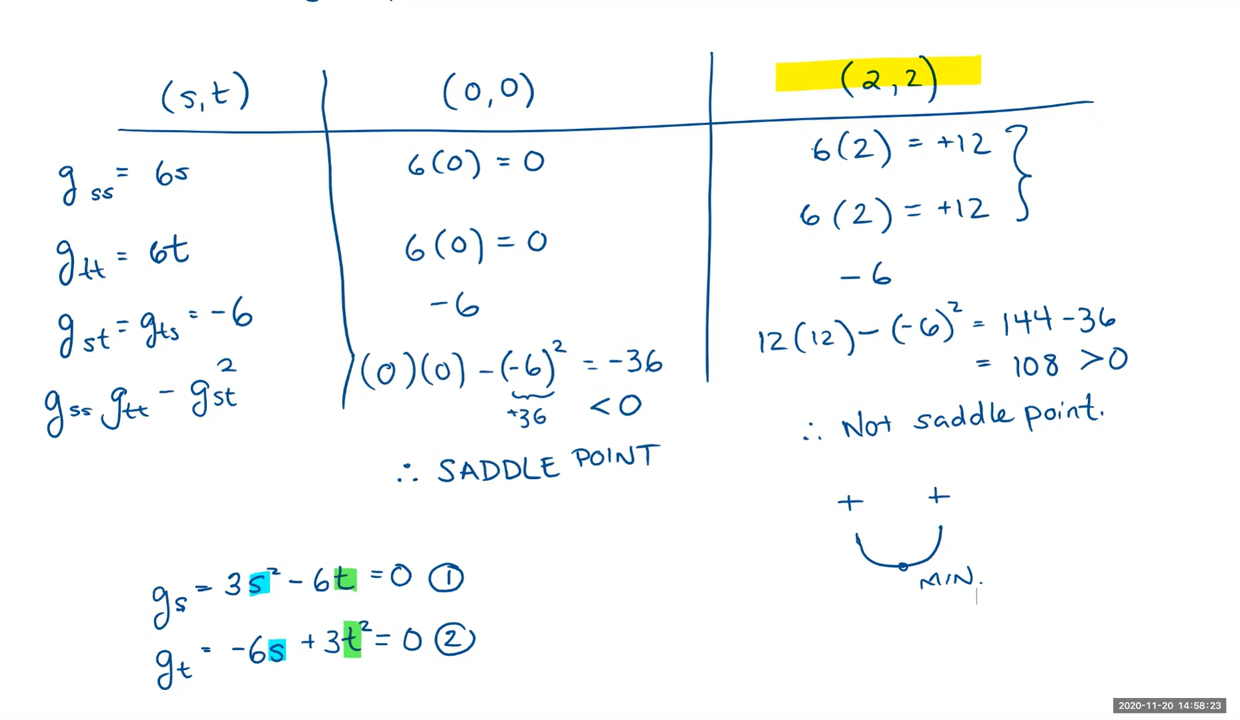 (s,t) (0,0) (2,2)
g_ss = 6s 6(0) = 0 6(2) = +12
g_tt = 6t 6(0) = 0 6(2) = +12
g_st = g_ts = -6 -6 -6
g_ss g_tt - g_st^2 (0)(0) - (-6)^2 = -36 12(12) - (-6)^2 = 144 - 36
+36 < 0 = 108 > 0
∴ SADDLE POINT ∴ Not saddle point.
+ +
MIN.
g_s = 3s^2 - 6t = 0 ①
g_t = -6s + 3t^2 = 0 ②
2020-11-20 14:58:23